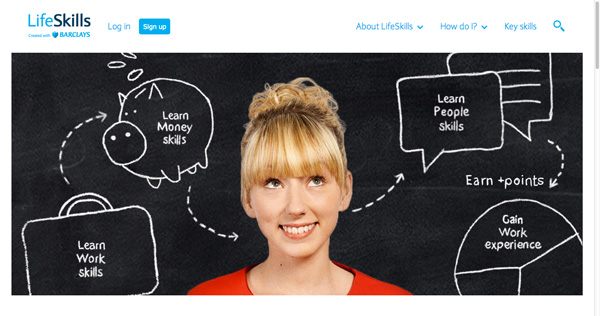 LifeSkills
Created with BARCLAYS
Log in
Sign up
About LifeSkills
How do I?
Key skills
Learn
Money
skills
Learn
People
skills
Earn +points
Learn
Work
skills
Gain
Work
experience